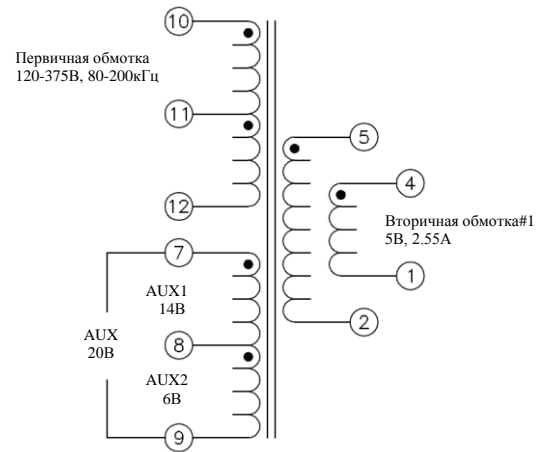 10
Первичная обмотка
120-375В, 80-200кГц
11
5
4
12
Вторичная обмотка#1
5В, 2.55А
7
1
AUX1
14В
2
AUX
20В
8
AUX2
6В
9